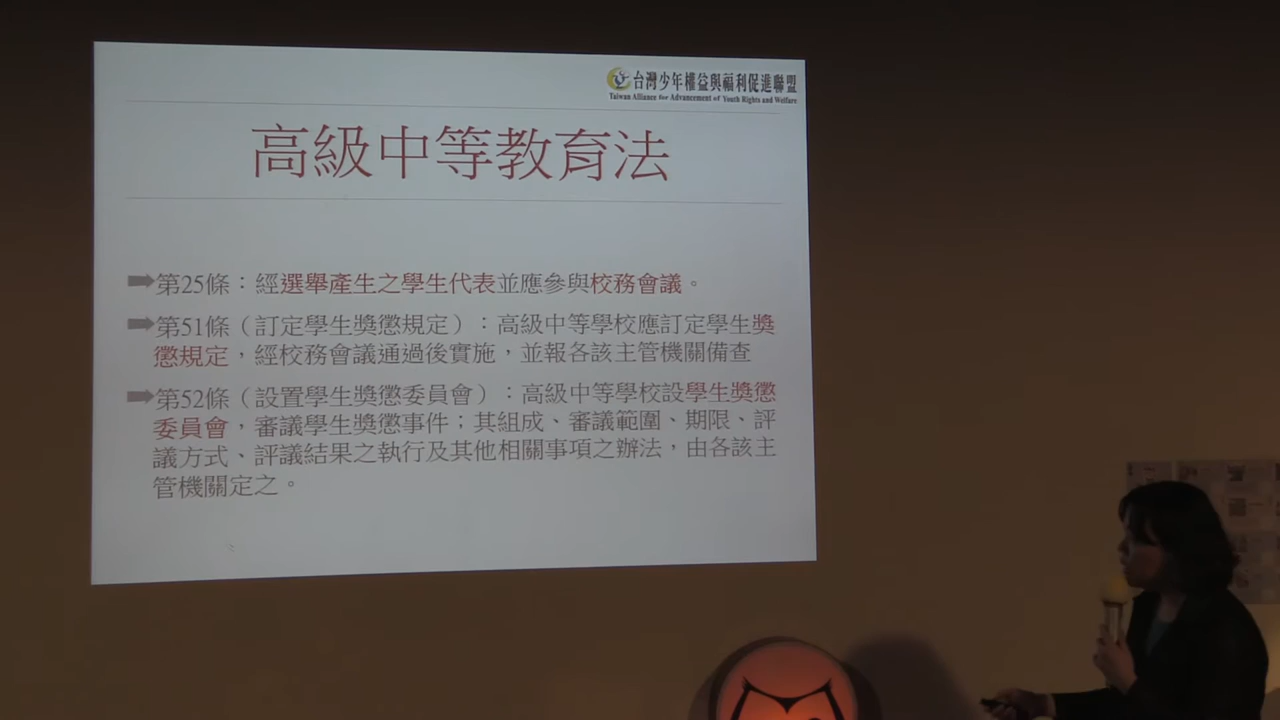 台灣少年權益與福利促進聯盟
Taiwan Alliance for Advancement of Youth Rights and Welfare
高級中等教育法
第25條：經選舉產生之學生代表並應參與校務會議。
第51條（訂定學生獎懲規定）：高級中等學校應訂定學生獎
懲規定，經校務會議通過後實施，並報各該主管機關備查
第52條（設置學生獎懲委員會）：高級中等學校設學生獎懲
委員會，審議學生獎懲事件；其組成、審議範圍、期限、評
議方式、評議結果之執行及其他相關事項之辦法，由各該主
管機關定之。